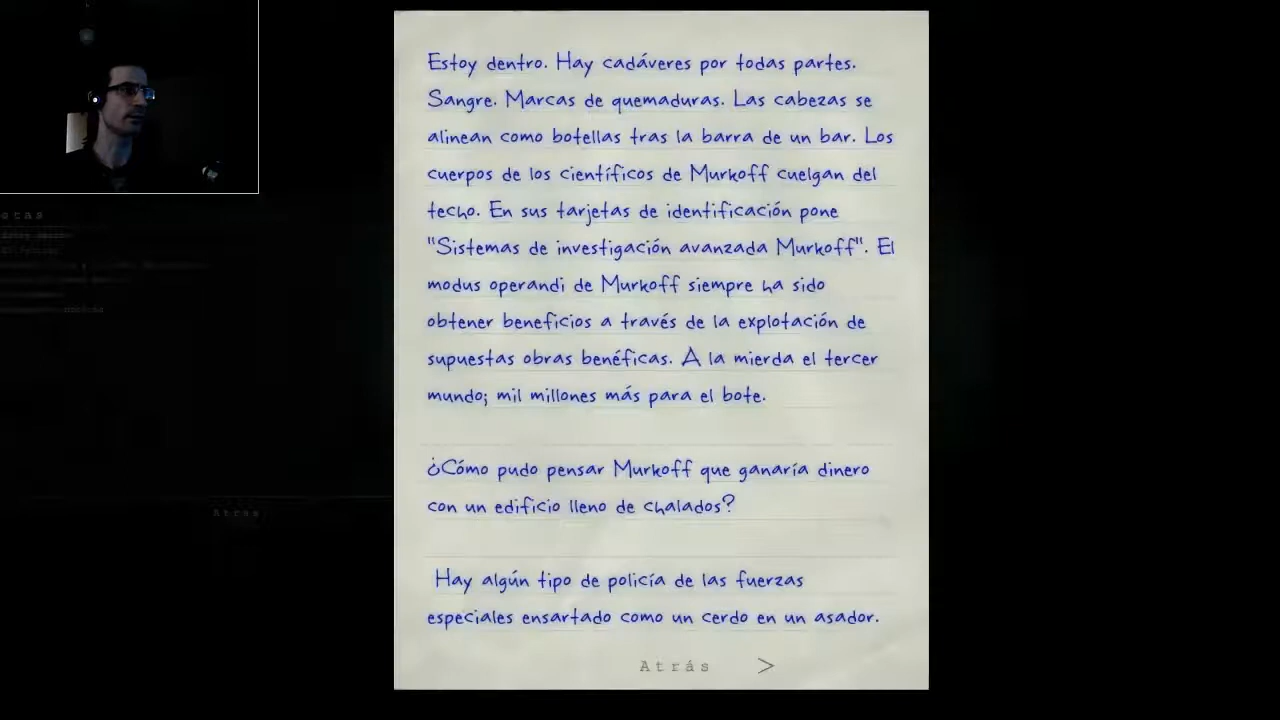 Estoy dentro. Hay cadáveres por todas partes.
Sangre. Marcas de quemaduras. Las cabezas se
alinean como botellas tras la barra de un bar. Los
cuerpos de los científicos de Murkoff cuelgan del
techo. En sus tarjetas de identificación pone
"Sistemas de investigación avanzada Murkoff". El
modus operandi de Murkoff siempre ha sido
obtener beneficios a través de la explotación de
supuestas obras benéficas. A la mierda el tercer
mundo; mil millones más para el bote.
¿Cómo pudo pensar Murkoff que ganaría dinero
con un edificio lleno de chalados?
Hay algún tipo de policía de las fuerzas
especiales ensartado como un cerdo en un asador.
Atrás >
otas
Atrás